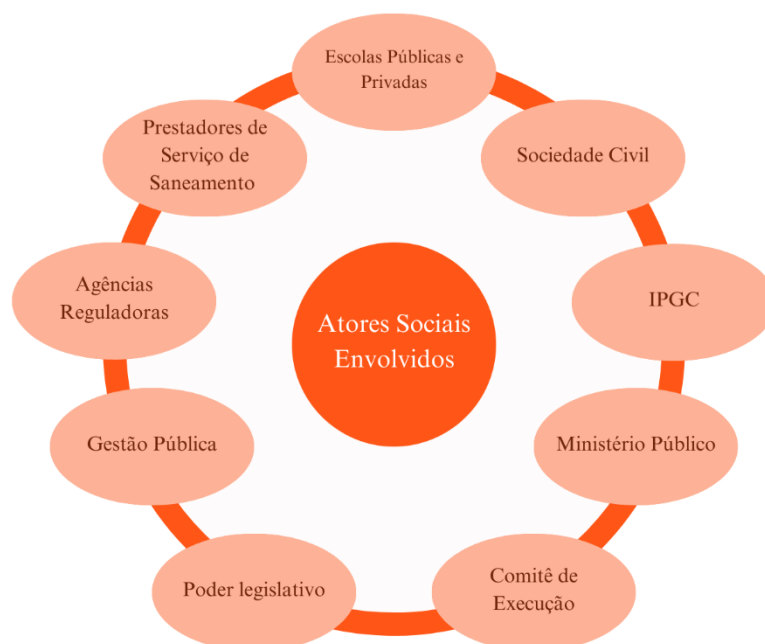 Escolas Públicas e
Privadas
Prestadores de
Serviço de
Saneamento
Sociedade Civil
Agências
Reguladoras
IPGC
Atores Sociais
Envolvidos
Gestão Pública
Ministério Público
Poder legislativo
Comitê de
Execução